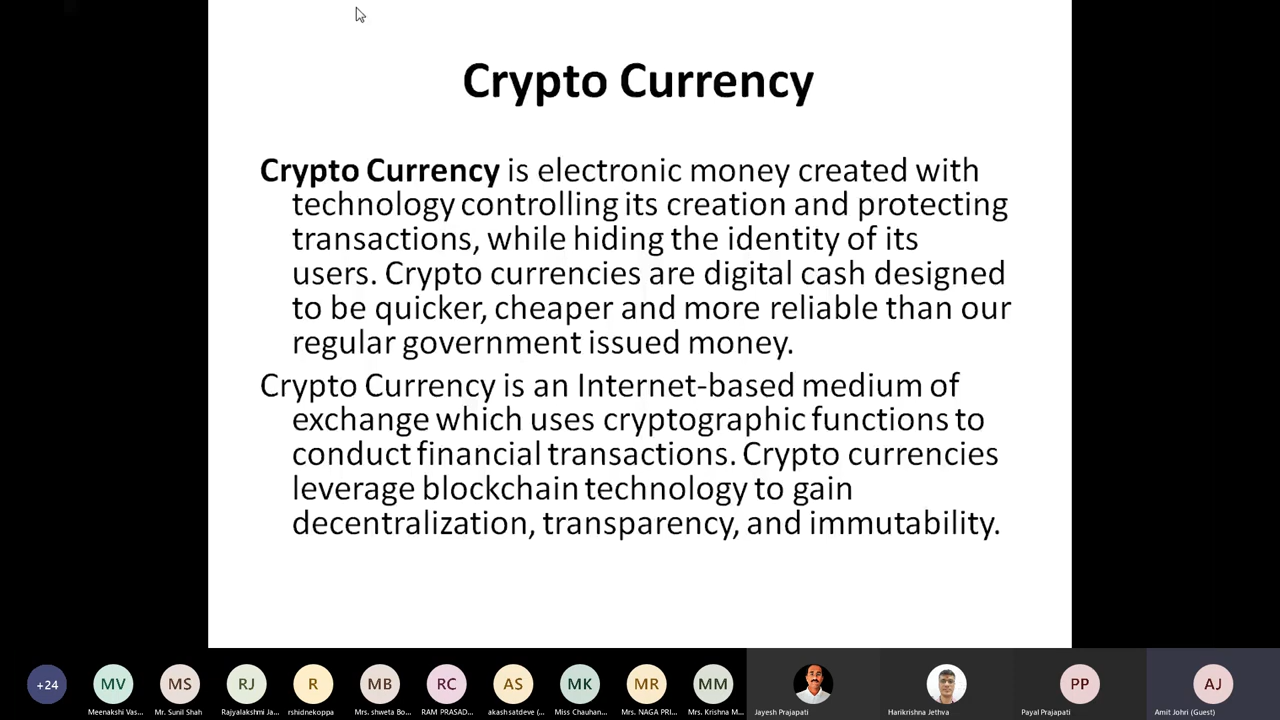 Crypto Currency
Crypto Currency is electronic money created with
technology controlling its creation and protecting
transactions, while hiding the identity of its
users. Crypto currencies are digital cash designed
to be quicker, cheaper and more reliable than our
regular government issued money.
Crypto Currency is an Internet-based medium of
exchange which uses cryptographic functions to
conduct financial transactions. Crypto currencies
leverage blockchain technology to gain
decentralization, transparency, and immutability.
+24 MV MS RJ R MB RC AS MK MR MM PP AJ
Meenakshi Vas... Mr. Sunil Shah Rajyalakshmi Ja... rshidnekoppa Mrs. shweta Bo... RAM PRASAD... akash satdeve (... Miss Chauhan... Mrs. NAGA PRI... Mrs. Krishna M... Jayesh Prajapati Harikrishna Jethva Payal Prajapati Amit Johri (Guest)